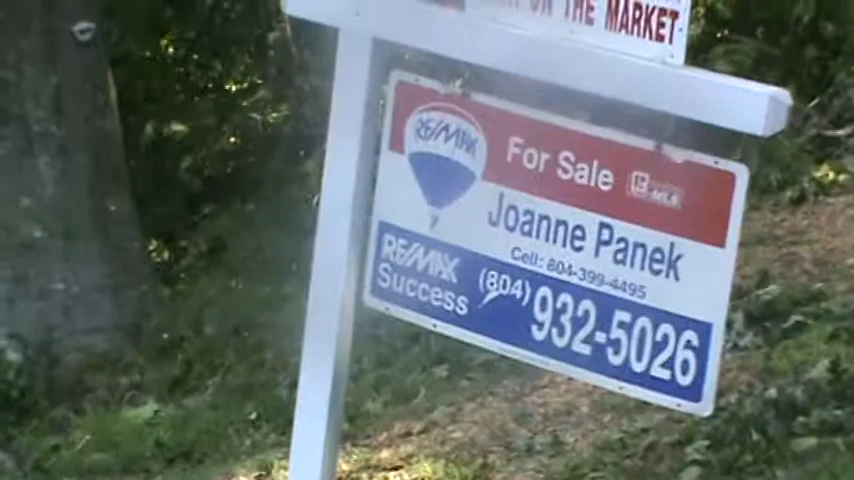 ON THE MARKET
RE/MAX
For Sale
MLS
Joanne Panek
Cell: 804-399-4495
RE/MAX
Success
(804)
932-5026